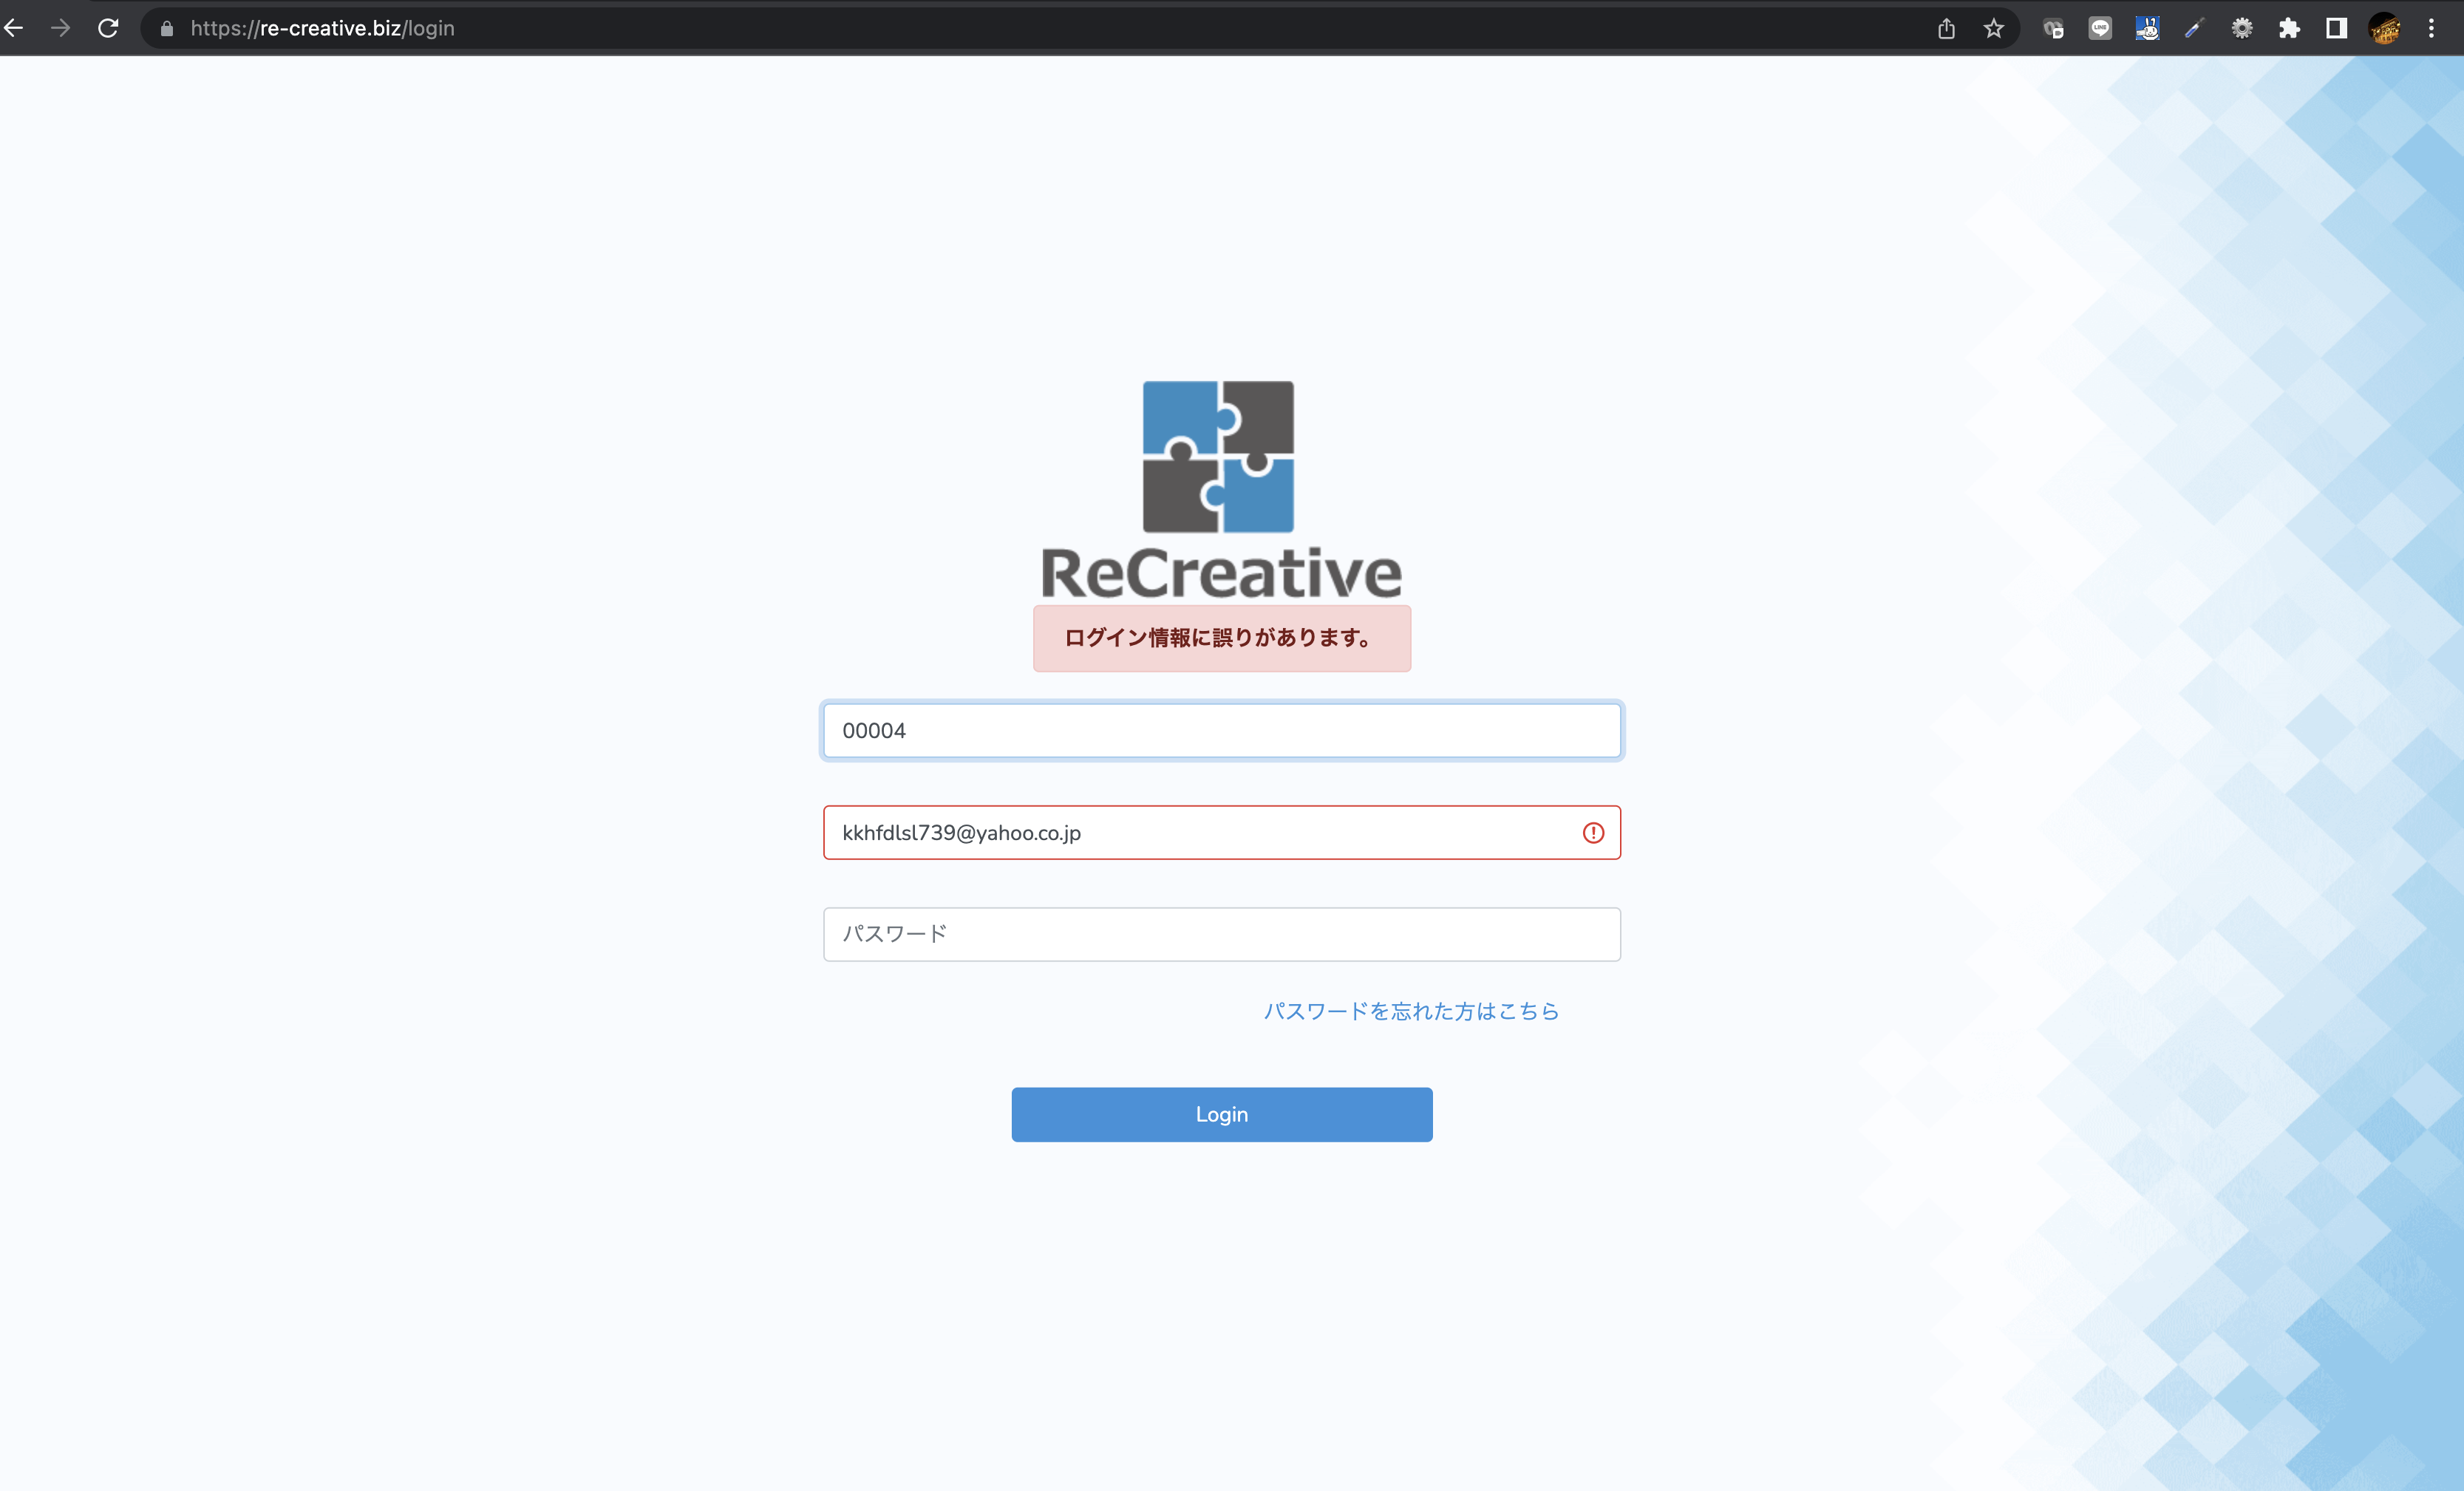 https://re-creative.biz/login
ReCreative
ログイン情報に誤りがあります。
00004
kkhfdlsl739@yahoo.co.jp
パスワード
パスワードを忘れた方はこちら
Login